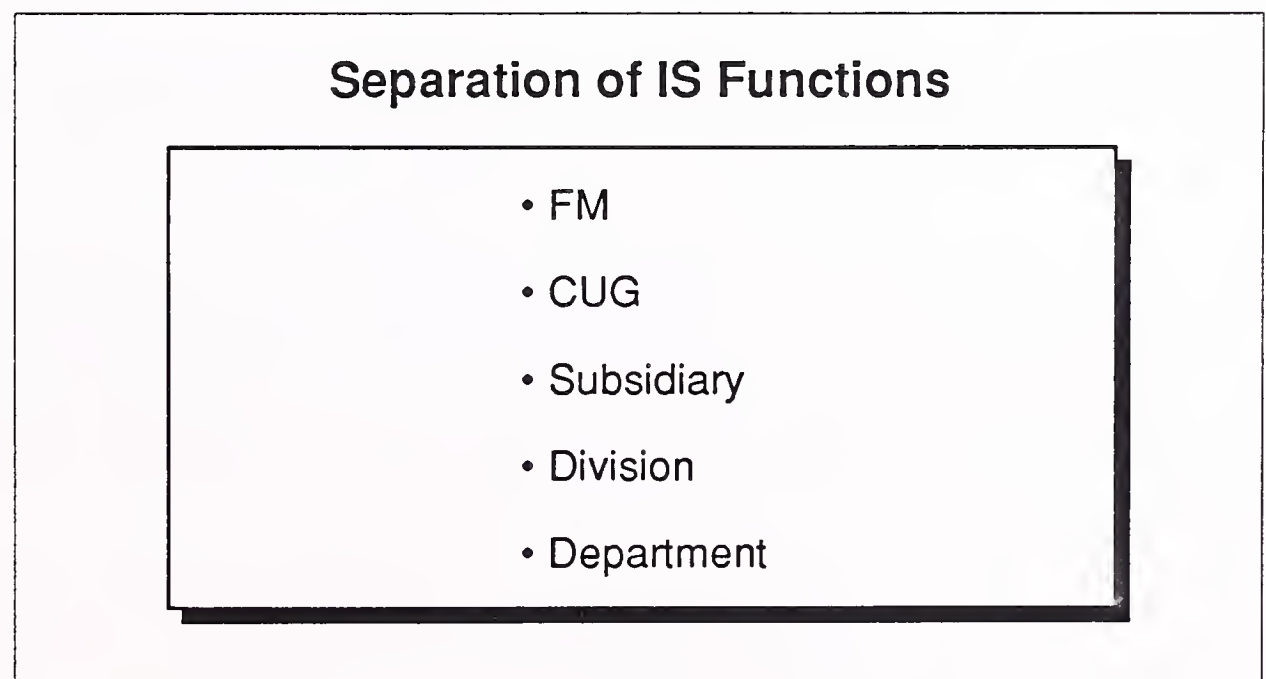 Separation of IS Functions
• FM
• CUG
• Subsidiary
• Division
• Department